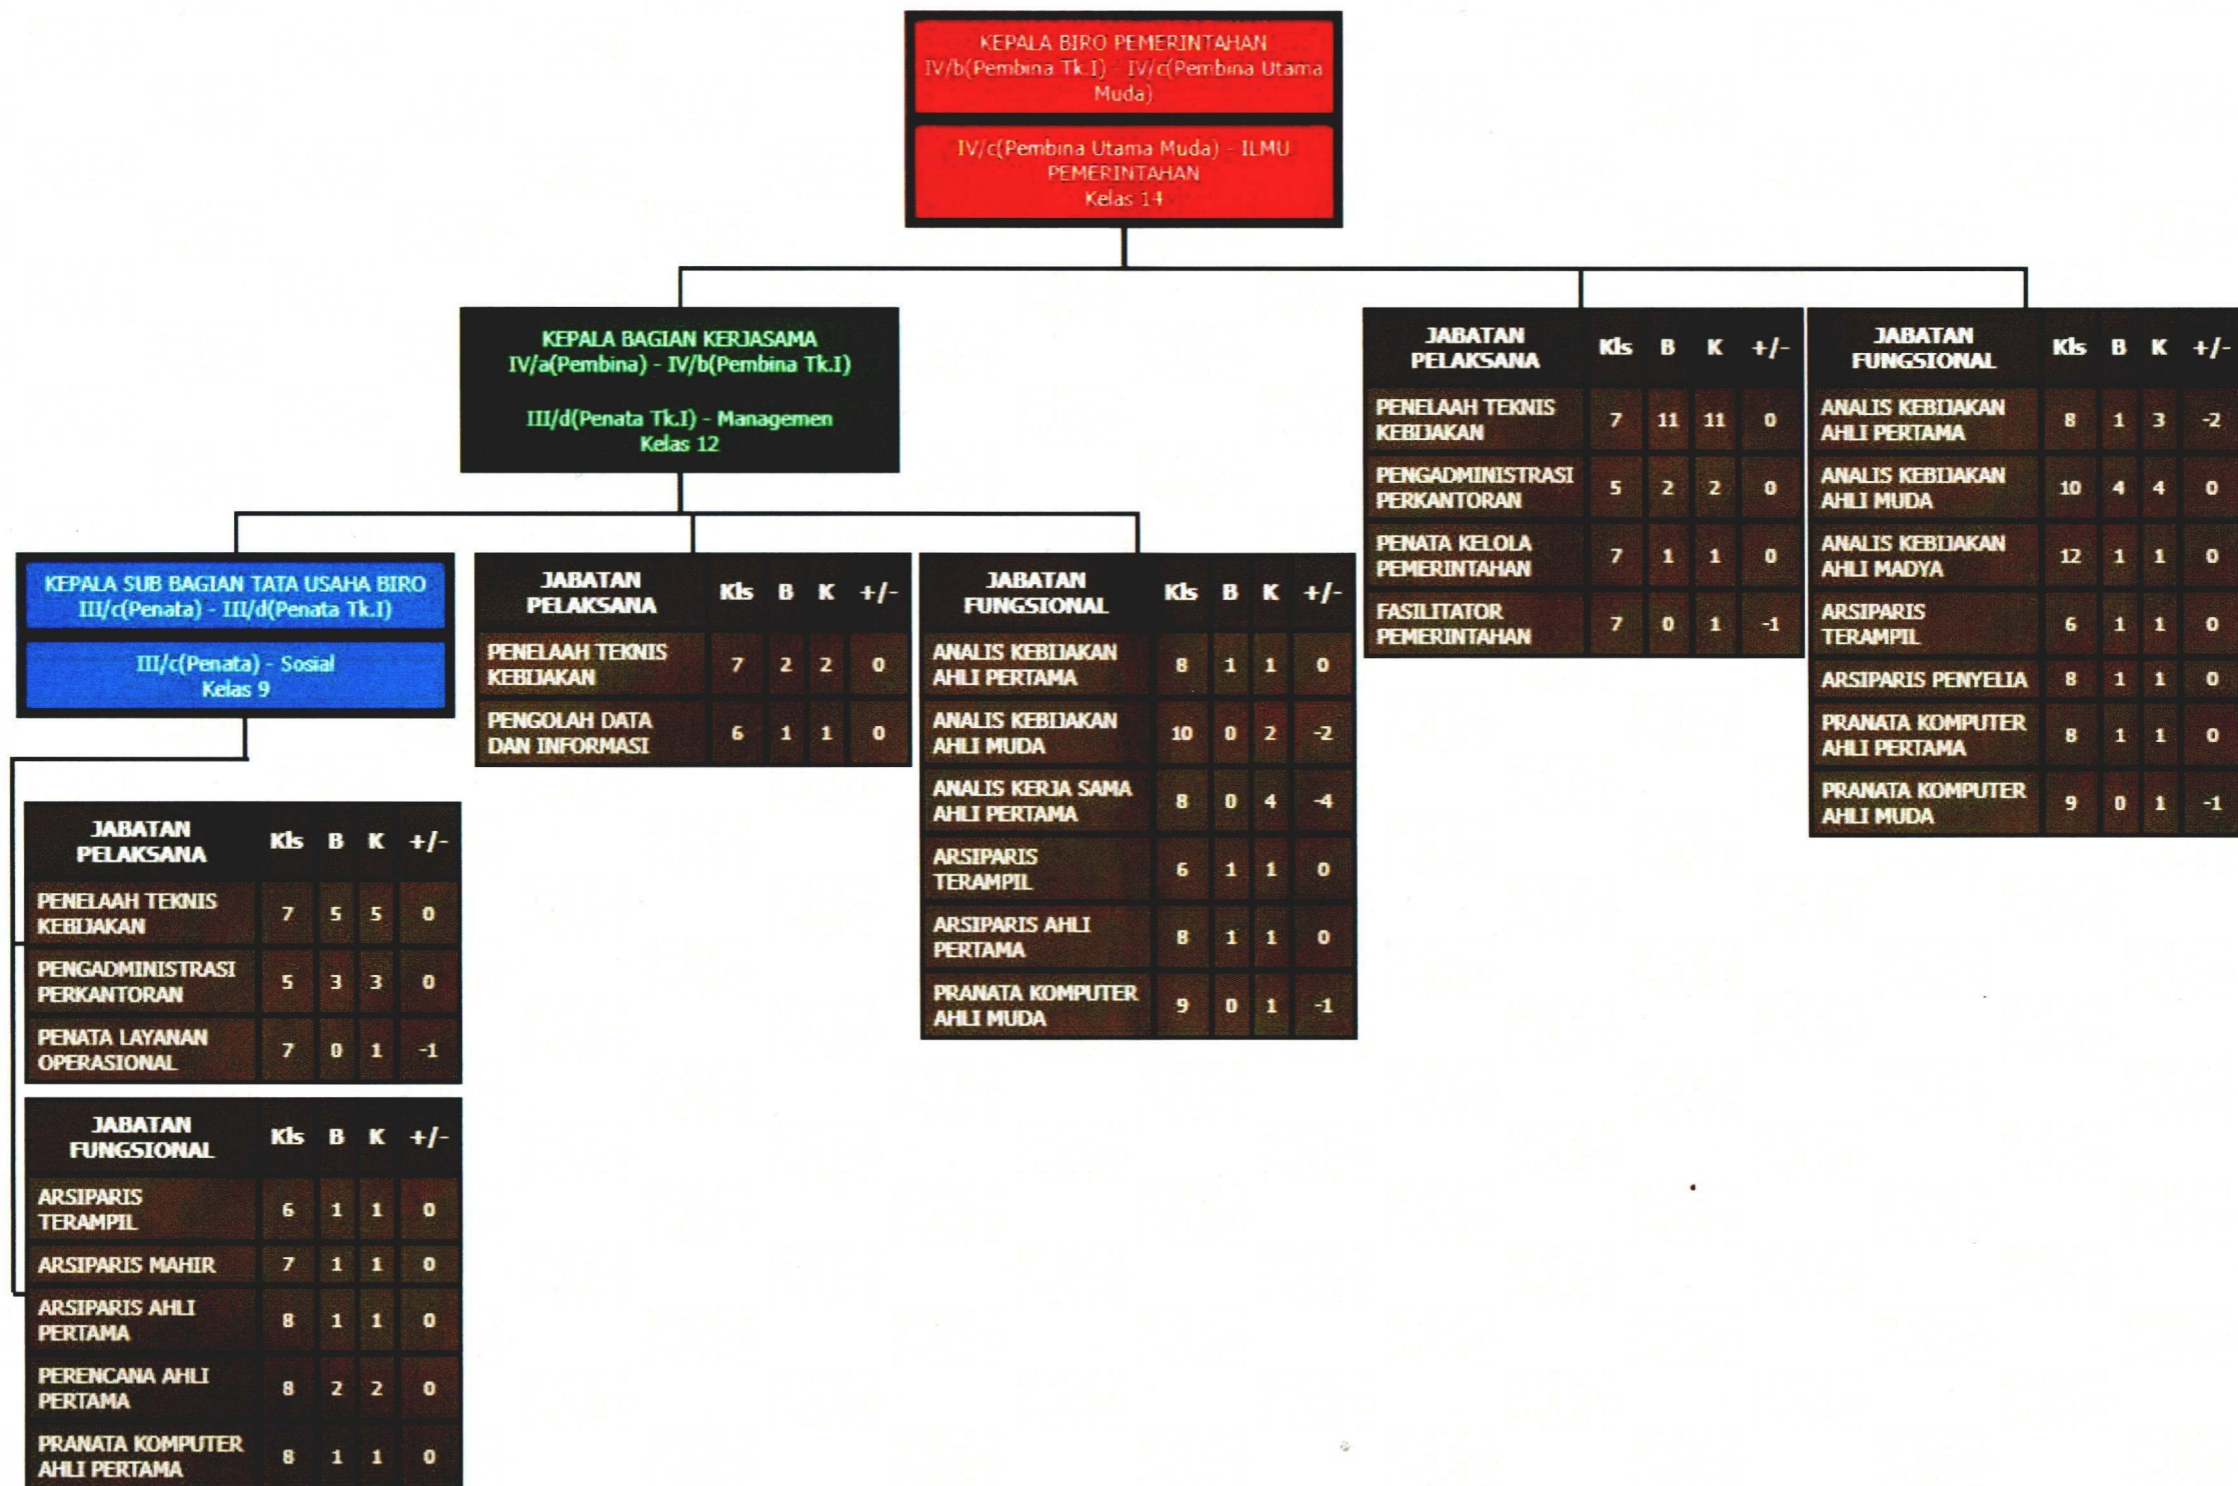 KEPALA BIRO PEMERINTAHAN
IV/b(Pembina Tk.I) - IV/c(Pembina Utama
Muda)
IV/c(Pembina Utama Muda) - ILMU
PEMERINTAHAN
Kelas 14
KEPALA BAGIAN KERJASAMA
IV/a(Pembina) - IV/b(Pembina Tk.I)
III/d(Penata Tk.I) - Managemen
Kelas 12
JABATAN
PELAKSANA Kls B K +/-
PENELAAH TEKNIS
KEBIJAKAN 7 11 11 0
PENGADMINISTRASI
PERKANTORAN 5 2 2 0
PENATA KELOLA
PEMERINTAHAN 7 1 1 0
FASILITATOR
PEMERINTAHAN 7 0 1 -1
JABATAN
FUNGSIONAL Kls B K +/-
ANALIS KEBIJAKAN
AHLI PERTAMA 8 1 3 -2
ANALIS KEBIJAKAN
AHLI MUDA 10 4 4 0
ANALIS KEBIJAKAN
AHLI MADYA 12 1 1 0
ARSIPARIS
TERAMPIL 6 1 1 0
ARSIPARIS PENYELIA 8 1 1 0
PRANATA KOMPUTER
AHLI PERTAMA 8 1 1 0
PRANATA KOMPUTER
AHLI MUDA 9 0 1 -1
KEPALA SUB BAGIAN TATA USAHA BIRO
III/c(Penata) - III/d(Penata Tk.I)
III/c(Penata) - Sosial
Kelas 9
JABATAN
PELAKSANA Kls B K +/-
PENELAAH TEKNIS
KEBIJAKAN 7 2 2 0
PENGOLAH DATA
DAN INFORMASI 6 1 1 0
JABATAN
FUNGSIONAL Kls B K +/-
ANALIS KEBIJAKAN
AHLI PERTAMA 8 1 1 0
ANALIS KEBIJAKAN
AHLI MUDA 10 0 2 -2
ANALIS KERJA SAMA
AHLI PERTAMA 8 0 4 -4
ARSIPARIS
TERAMPIL 6 1 1 0
ARSIPARIS AHLI
PERTAMA 8 1 1 0
PRANATA KOMPUTER
AHLI MUDA 9 0 1 -1
JABATAN
PELAKSANA Kls B K +/-
PENELAAH TEKNIS
KEBIJAKAN 7 5 5 0
PENGADMINISTRASI
PERKANTORAN 5 3 3 0
PENATA LAYANAN
OPERASIONAL 7 0 1 -1
JABATAN
FUNGSIONAL Kls B K +/-
ARSIPARIS
TERAMPIL 6 1 1 0
ARSIPARIS MAHIR 7 1 1 0
ARSIPARIS AHLI
PERTAMA 8 1 1 0
PERENCANA AHLI
PERTAMA 8 2 2 0
PRANATA KOMPUTER
AHLI PERTAMA 8 1 1 0